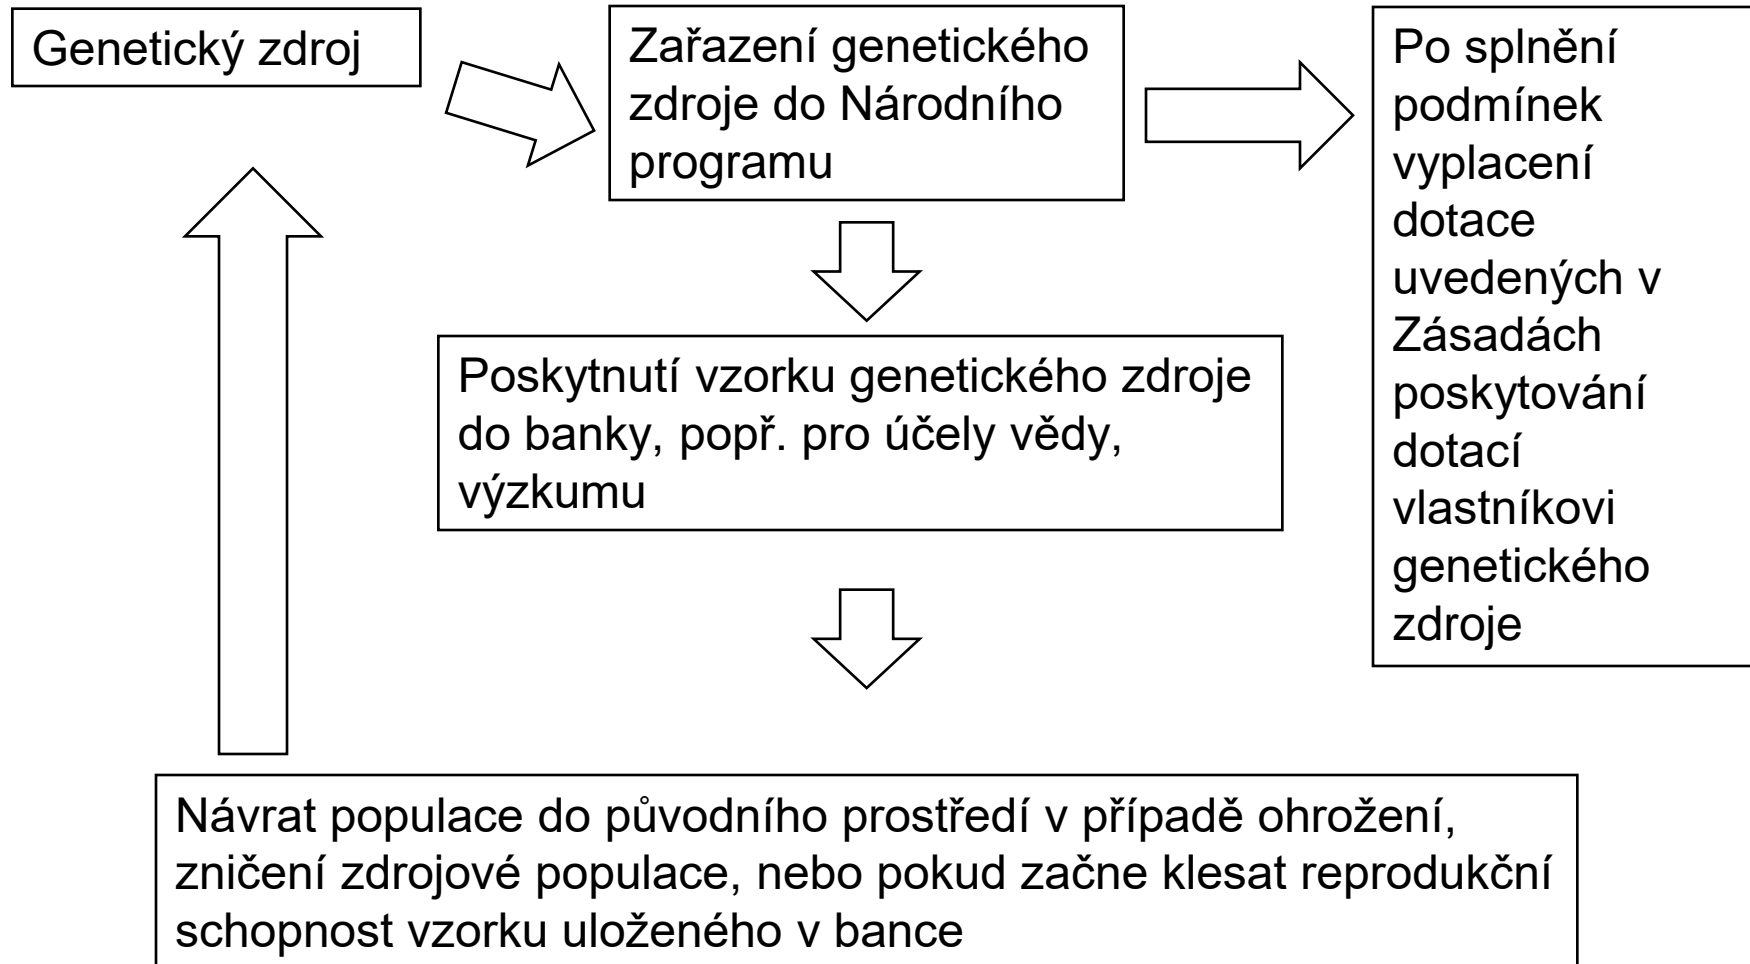 Genetický zdroj
Zařazení genetického
zdroje do Národního
programu
Po splnění
podmínek
vyplacení
dotace
uvedených v
Zásadách
poskytování
dotací
vlastníkovi
genetického
zdroje
Poskytnutí vzorku genetického zdroje
do banky, popř. pro účely vědy,
výzkumu
Návrat populace do původního prostředí v případě ohrožení,
zničení zdrojové populace, nebo pokud začne klesat reprodukční
schopnost vzorku uloženého v bance